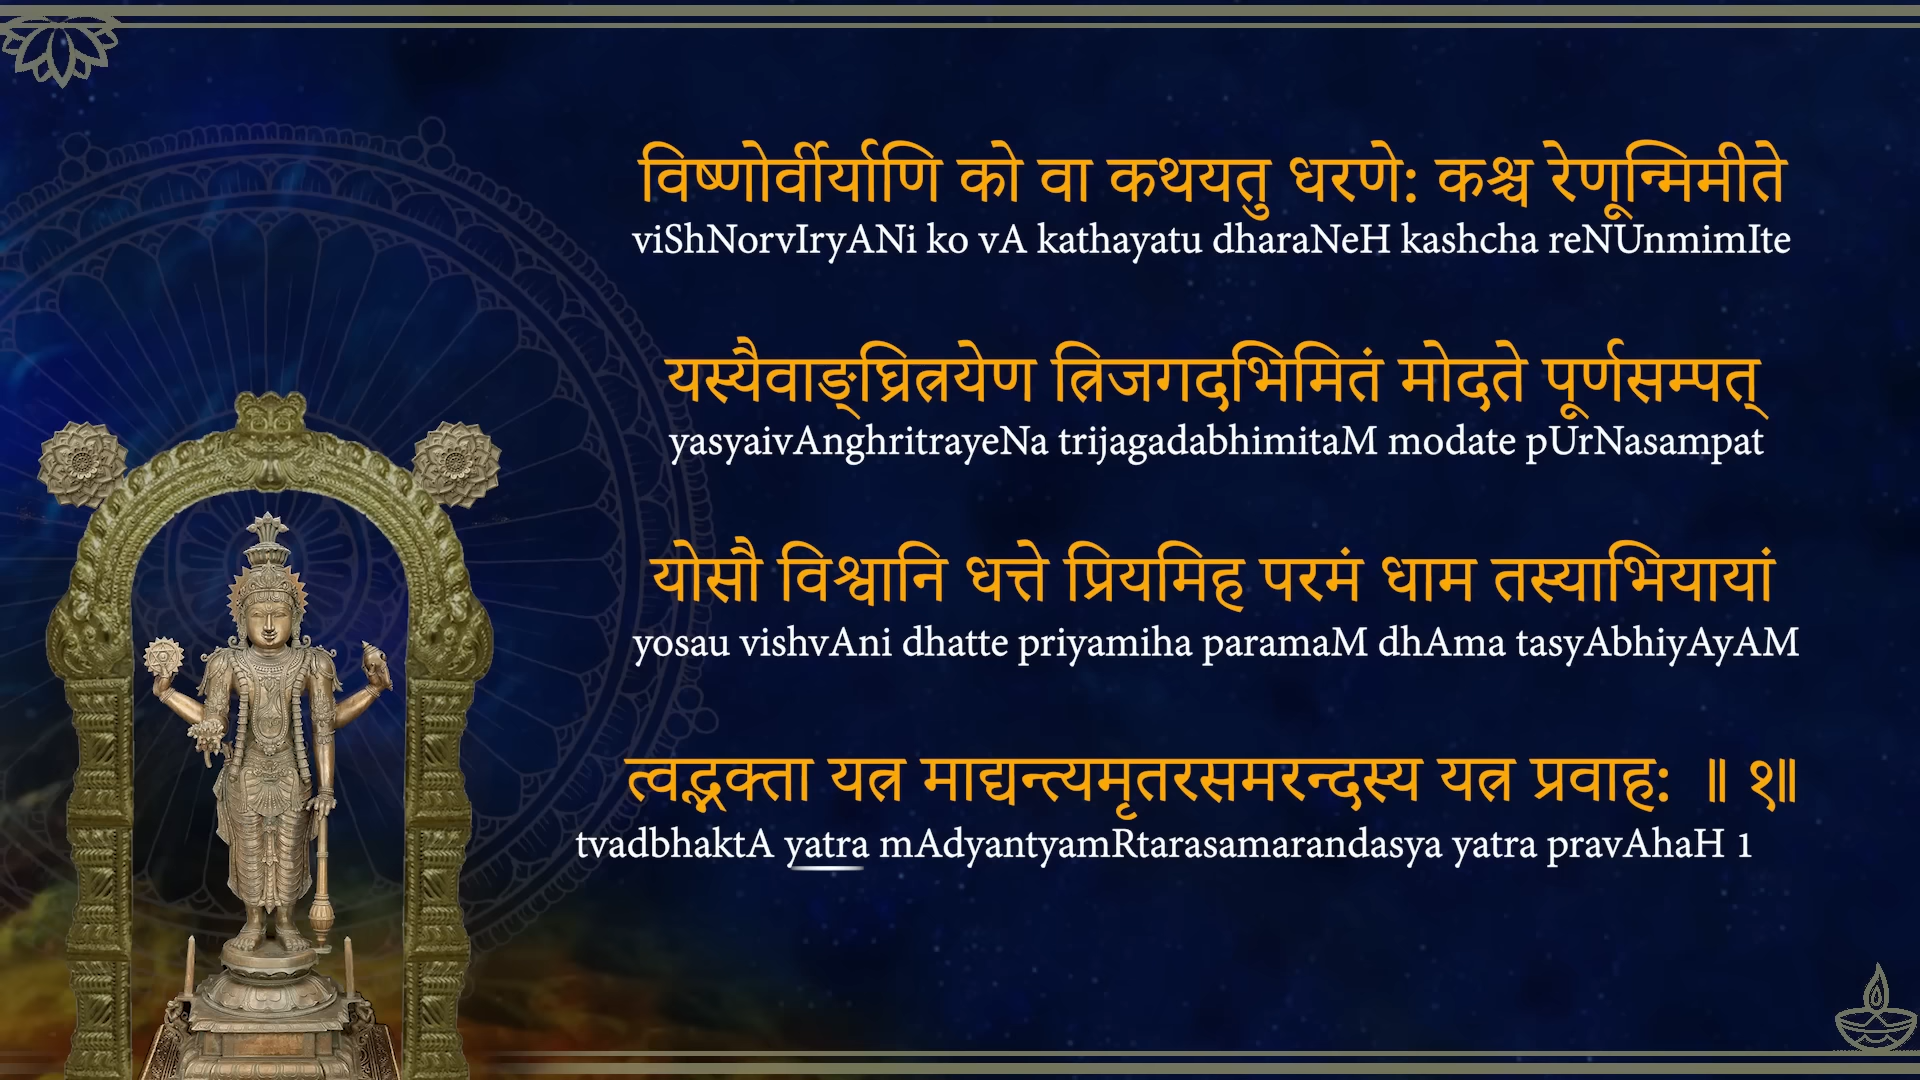 विष्णोर्वीर्याणि को वा कथयतु धरणे: कश्च रेणून्मिमीते
viShNorvIryANi ko vA kathayatu dharaNeH kashcha reNUnmimIte
यस्यैवाङ्घ्रित्रयेण त्रिजगदभिमितं मोदते पूर्णसम्पत्
yasyaivAnghritrayeNa trijagadabhimitaM modate pUrNasampat
योसौ विश्वानि धत्ते प्रियमिह परमं धाम तस्याभियायां
yosau vishvAni dhatte priyamiha paramaM dhAma tasyAbhiyAyAM
त्वद्भक्ता यत्र माद्यन्त्यमृतरसमरन्दस्य यत्र प्रवाह: ॥ १॥
tvadbhaktA yatra mAdyantyamRtarasamarandasya yatra pravAhaH 1